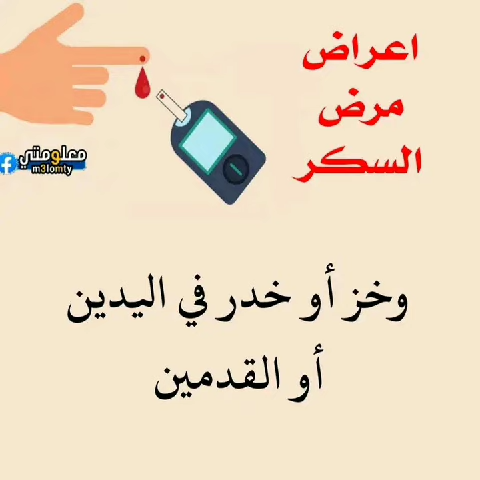 اعراض
مرض
السكر
معلومتي
m3lomty
وخز أو خدر في اليدين
أو القدمين